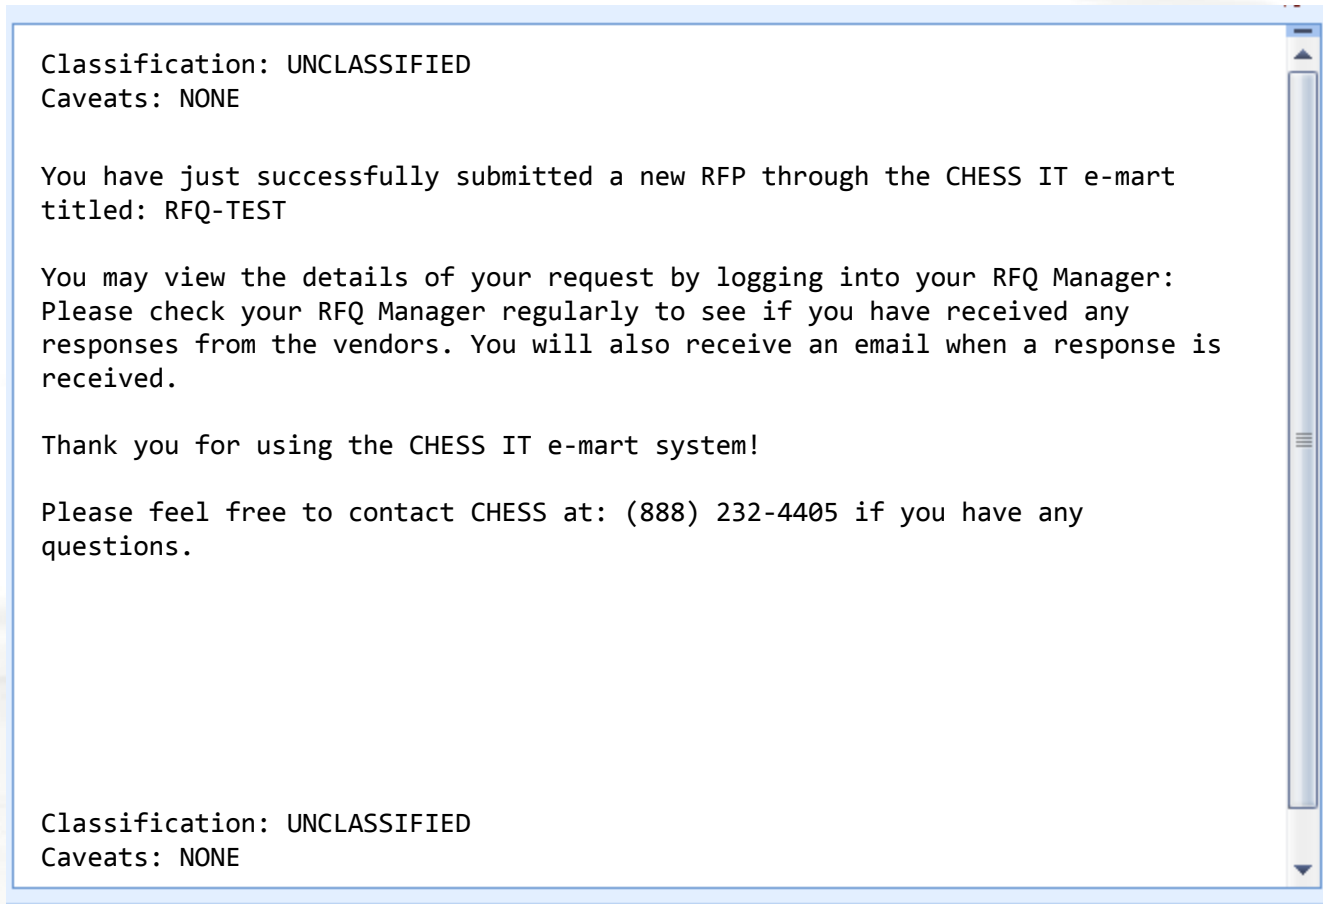 Classification: UNCLASSIFIED
Caveats: NONE
You have just successfully submitted a new RFP through the CHESS IT e-mart
titled: RFQ-TEST
You may view the details of your request by logging into your RFQ Manager:
Please check your RFQ Manager regularly to see if you have received any
responses from the vendors. You will also receive an email when a response is
received.
Thank you for using the CHESS IT e-mart system!
Please feel free to contact CHESS at: (888) 232-4405 if you have any
questions.
Classification: UNCLASSIFIED
Caveats: NONE